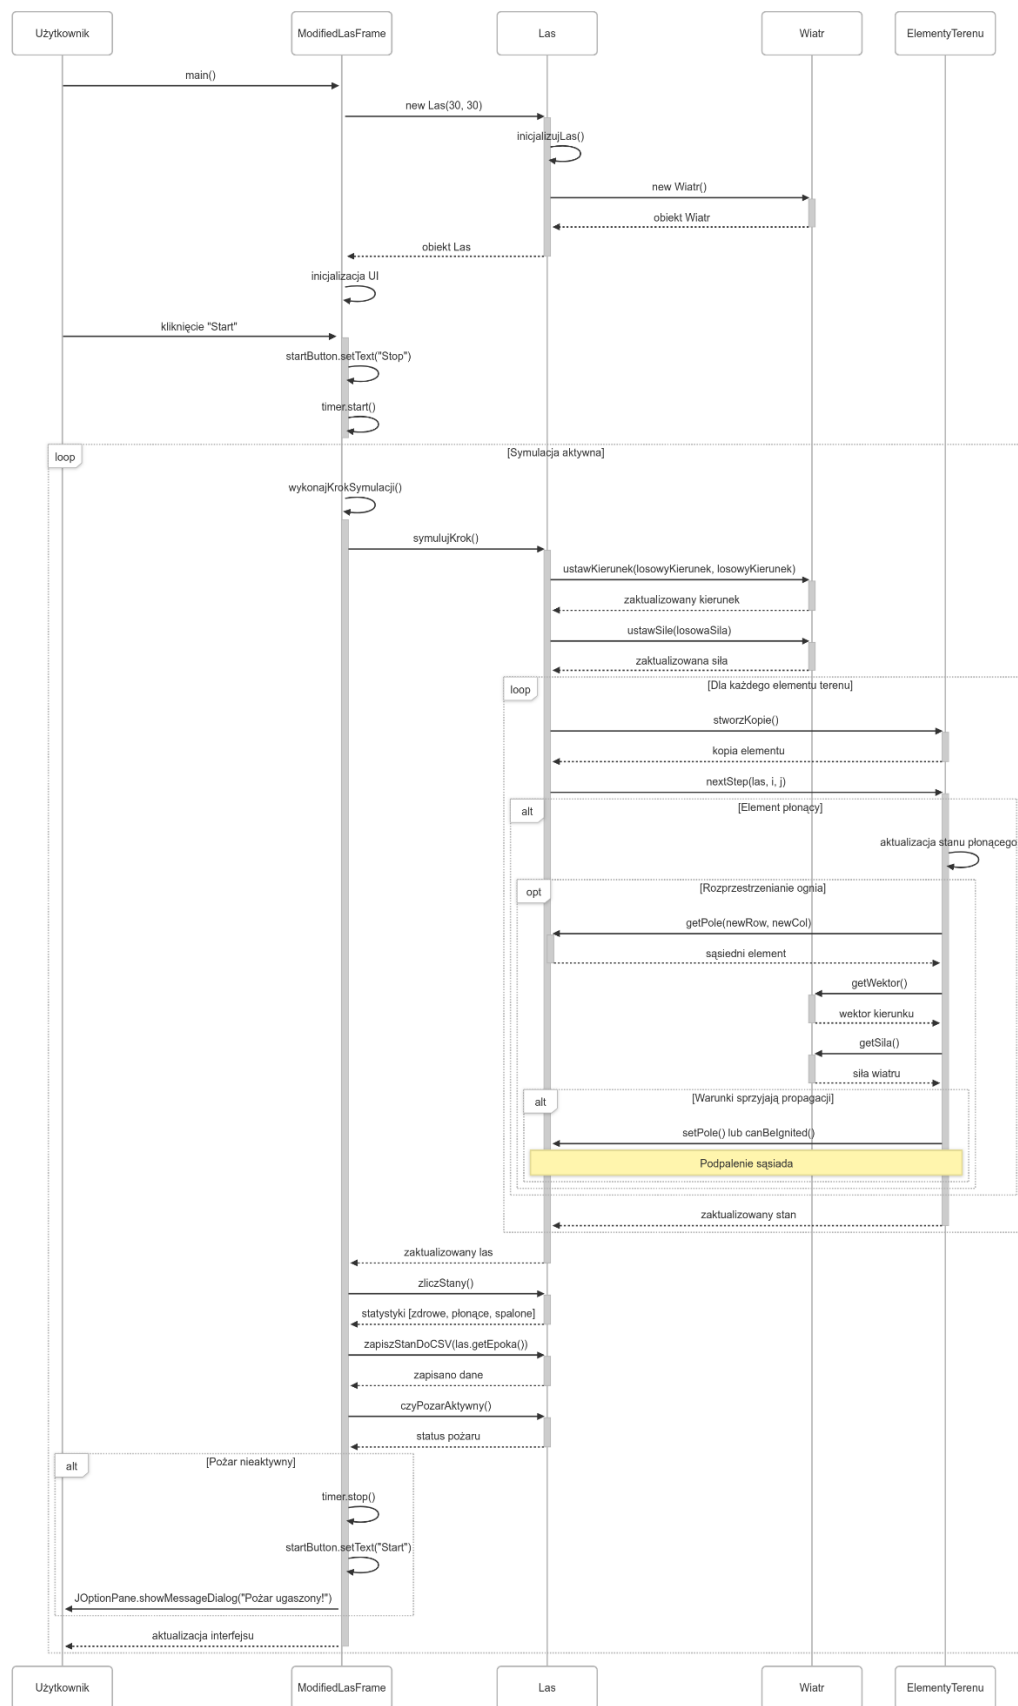 Użytkownik
ModifiedLasFrame
Las
Wiatr
ElementyTerenu
main()
new Las(30, 30)
inicjalizujLas()
new Wiatr()
obiekt Wiatr
obiekt Las
inicjalizacja UI
kliknięcie "Start"
startButton.setText("Stop")
timer.start()
loop
[Symulacja aktywna]
wykonajKrokSymulacji()
symulujKrok()
ustawKierunek(losowyKierunek, losowyKierunek)
zaktualizowany kierunek
ustawSile(losowaSila)
zaktualizowana siła
loop
[Dla każdego elementu terenu]
stworzKopie()
kopia elementu
nextStep(las, i, j)
alt
[Element płonący]
aktualizacja stanu płonącego
opt
[Rozprzestrzenianie ognia]
getPole(newRow, newCol)
sąsiedni element
getWektor()
wektor kierunku
getSila()
siła wiatru
alt
[Warunki sprzyjają propagacji]
setPole() lub canBeIgnited()
Podpalenie sąsiada
zaktualizowany stan
zaktualizowany las
zliczStany()
statystyki [zdrowe, płonące, spalone]
zapiszStanDoCSV(las.getEpoka())
zapisano dane
czyPozarAktywny()
status pożaru
alt
[Pożar nieaktywny]
timer.stop()
startButton.setText("Start")
JOptionPane.showMessageDialog("Pożar ugaszony!")
aktualizacja interfejsu
Użytkownik
ModifiedLasFrame
Las
Wiatr
ElementyTerenu